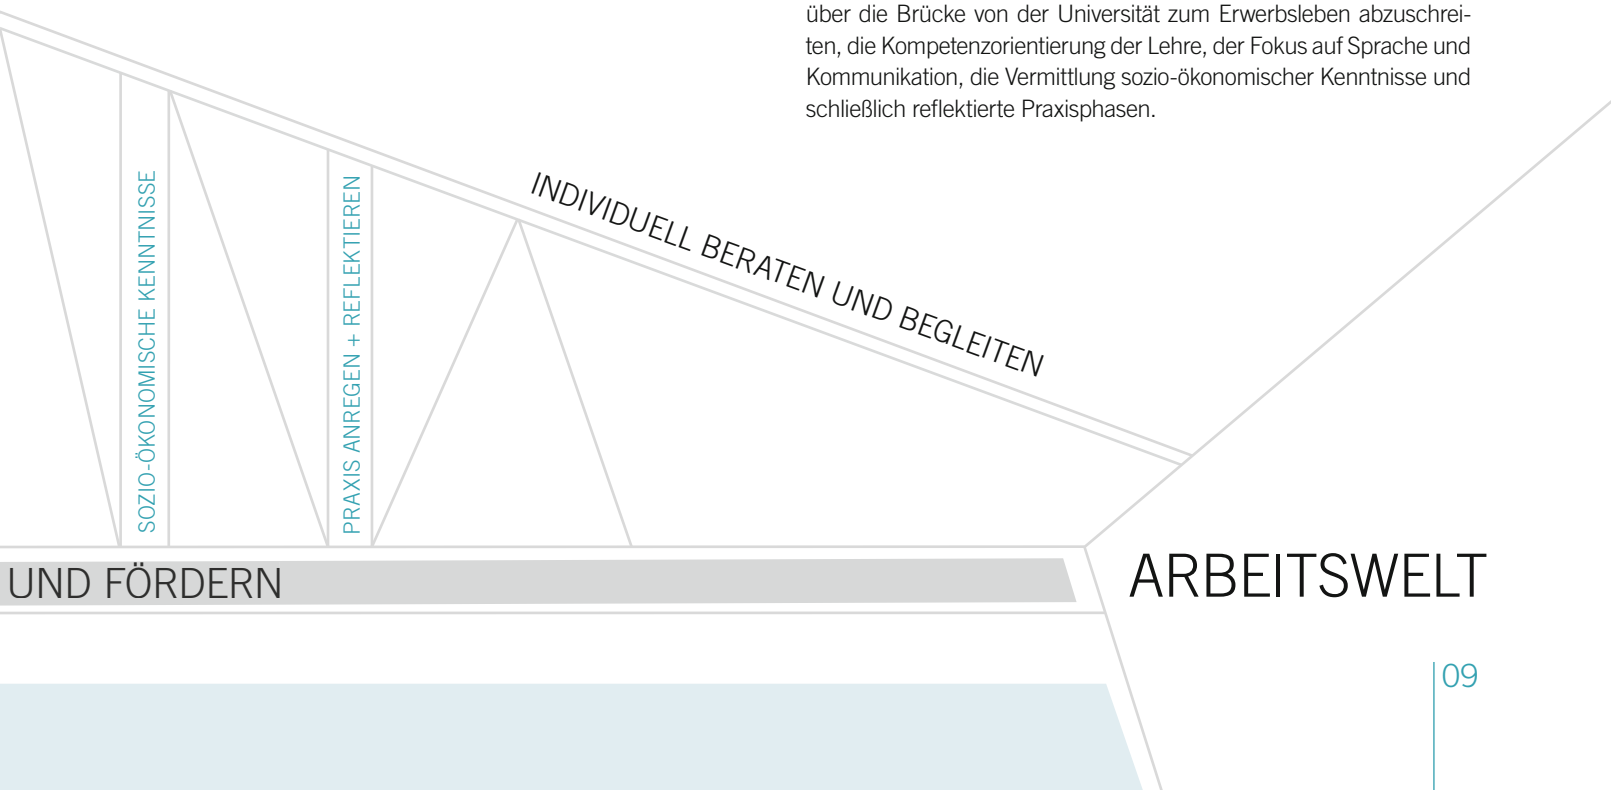 über die Brücke von der Universität zum Erwerbsleben abzuschrei-
ten, die Kompetenzorientierung der Lehre, der Fokus auf Sprache und
Kommunikation, die Vermittlung sozio-ökonomischer Kenntnisse und
schließlich reflektierte Praxisphasen.
SOZIO-ÖKONOMISCHE KENNTNISSE
PRAXIS ANREGEN + REFLEKTIEREN
INDIVIDUELL BERATEN UND BEGLEITEN
UND FÖRDERN
ARBEITSWELT
09